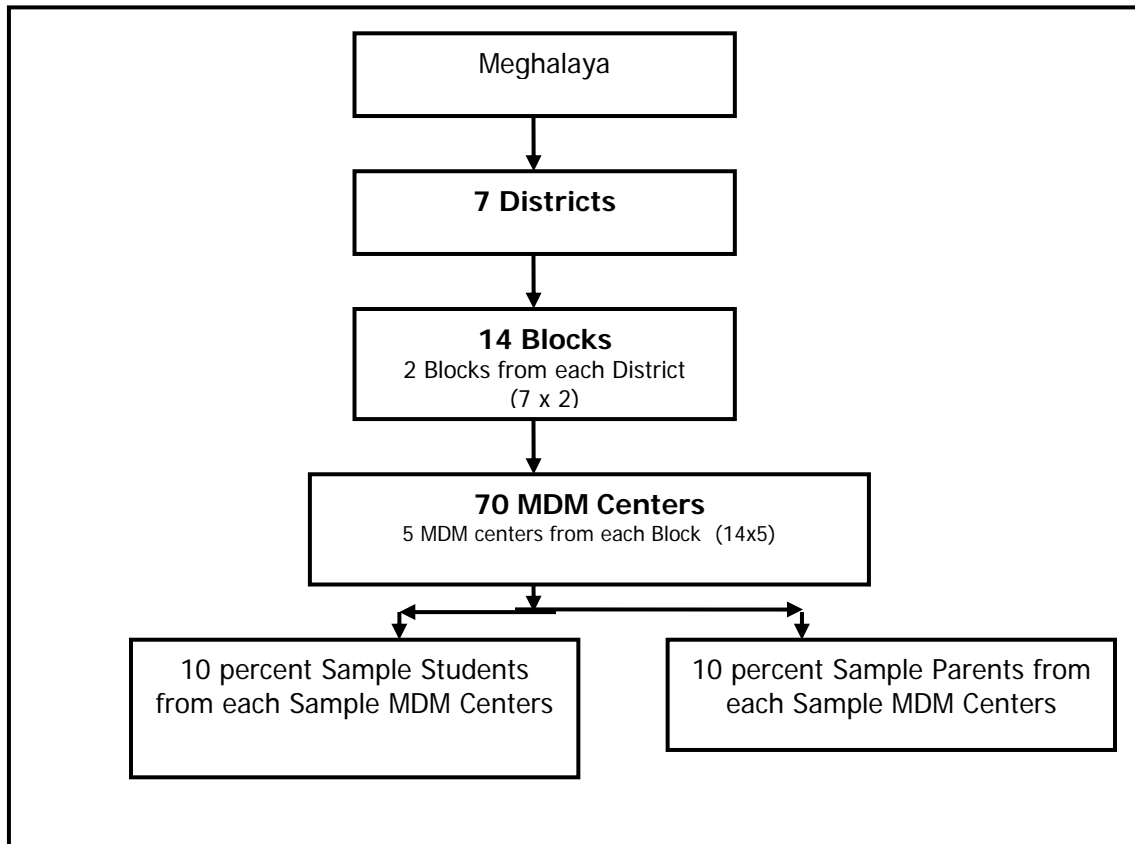 Meghalaya
7 Districts
14 Blocks
2 Blocks from each District
(7 x 2)
70 MDM Centers
5 MDM centers from each Block (14x5)
10 percent Sample Students
from each Sample MDM Centers
10 percent Sample Parents from
each Sample MDM Centers